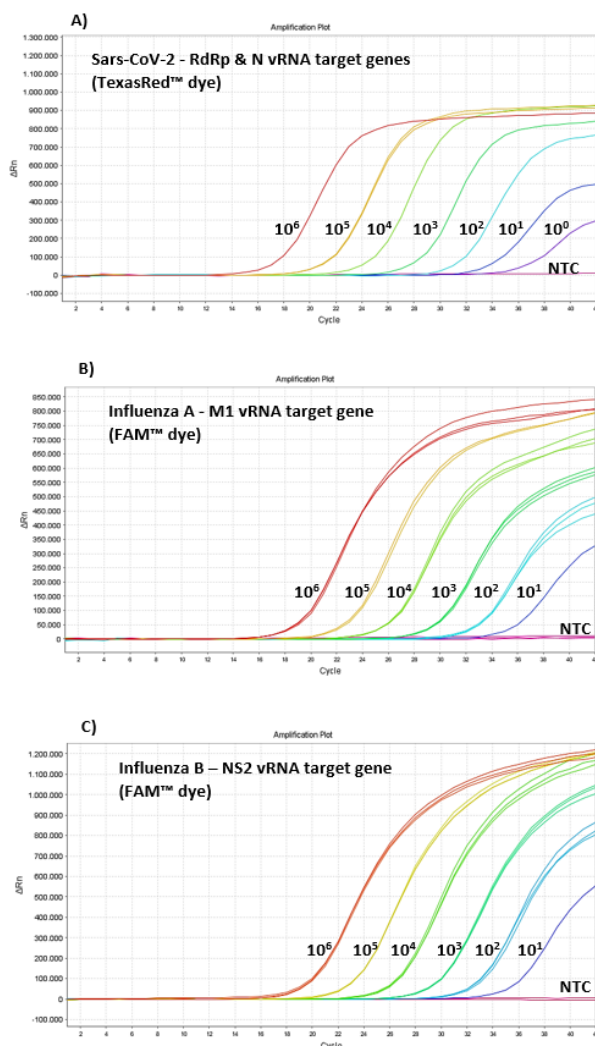 A)
Amplification Plot
Sars-CoV-2 - RdRp & N vRNA target genes
(TexasRed™ dye)
1.300.000
1.200.000
1.100.000
1.000.000
900.000
800.000
700.000
600.000
500.000
400.000
300.000
200.000
100.000
0
-100.000
ΔRn
10⁶ 10⁵ 10⁴ 10³ 10² 10¹ 10⁰
NTC
2 4 6 8 10 12 14 16 18 20 22 24 26 28 30 32 34 36 38 40 4
Cycle
B)
Amplification Plot
Influenza A - M1 vRNA target gene
(FAM™ dye)
850.000
800.000
750.000
700.000
650.000
600.000
550.000
500.000
450.000
400.000
350.000
300.000
250.000
200.000
150.000
100.000
50.000
0
ΔRn
10⁶ 10⁵ 10⁴ 10³ 10² 10¹
NTC
2 4 6 8 10 12 14 16 18 20 22 24 26 28 30 32 34 36 38 40 4
Cycle
C)
Amplification Plot
Influenza B – NS2 vRNA target gene
(FAM™ dye)
1.200.000
1.100.000
1.000.000
900.000
800.000
700.000
600.000
500.000
400.000
300.000
200.000
100.000
0
-100.000
ΔRn
10⁶ 10⁵ 10⁴ 10³ 10² 10¹
NTC
2 4 6 8 10 12 14 16 18 20 22 24 26 28 30 32 34 36 38 40 4
Cycle